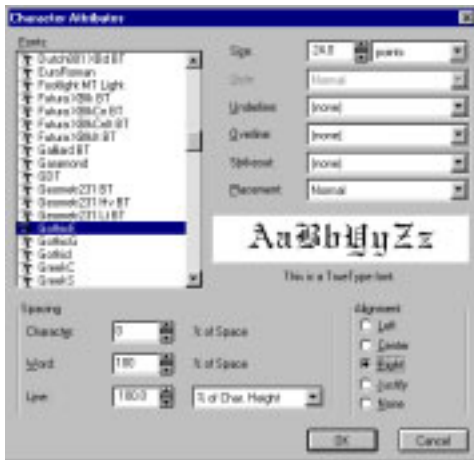 Character Attributes
Fonts:
Dutch801 XBd BT
EuroRoman
Footlight MT Light
Futura XBlk BT
Futura XBlkCn BT
Futura XBlkCnIt BT
Futura XBlkIt BT
Galliard BT
Garamond
GDT
Geometr231 BT
Geometr231 Hv BT
Geometr231 Lt BT
GothicE
GothicG
GothicI
GreekC
GreekS
Size: 24.0 points
Style: Normal
Underline: (none)
Overline: (none)
Strikeout: (none)
Placement: Normal
AaBbYyZz
This is a TrueType font.
Spacing
Character: 0 % of Space
Word: 100 % of Space
Line: 100.0 % of Char. Height
Alignment
Left
Center
Right
Justify
None
OK Cancel